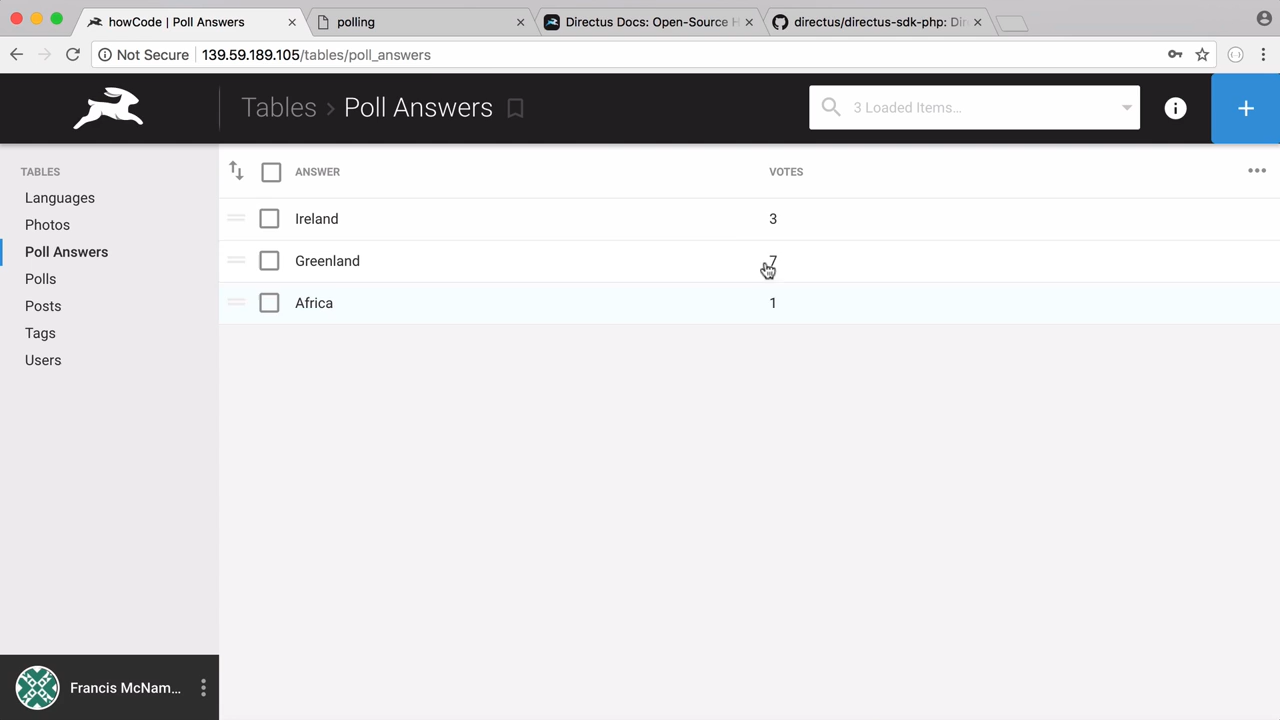 howCode | Poll Answers
polling
Directus Docs: Open-Source H
directus/directus-sdk-php: Dir
Not Secure 139.59.189.105/tables/poll_answers
Tables > Poll Answers
3 Loaded Items...
TABLES
Languages
Photos
Poll Answers
Polls
Posts
Tags
Users
ANSWER VOTES
Ireland 3
Greenland 7
Africa 1
Francis McNam...